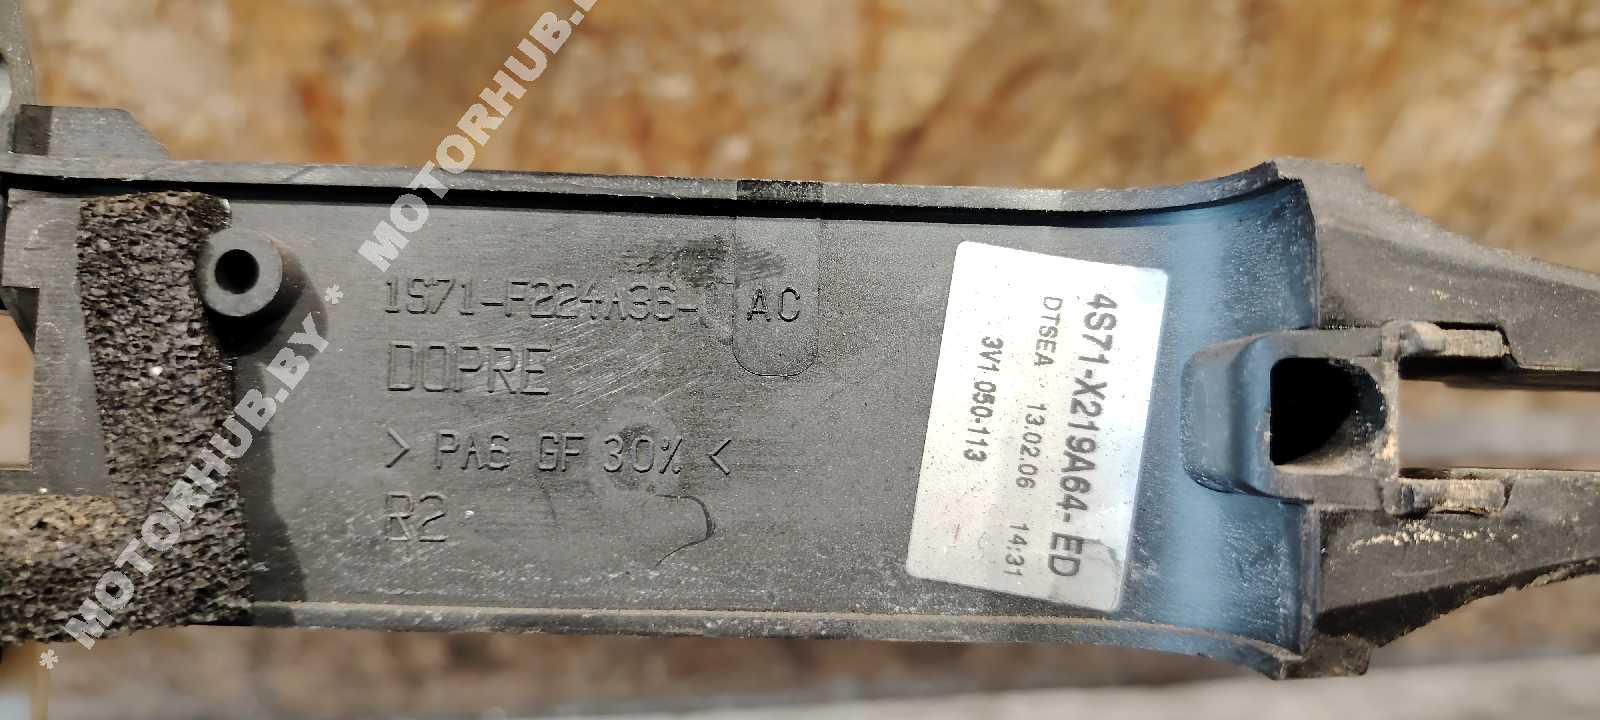 1S71-F224A36- AC
DOPRE
> PA6 GF 30% <
R2
4S71-X219A64- ED
DTSEA 13.02.06 14:31
3V1.050-113
* MOTORHUB.BY * MOTORHUB.